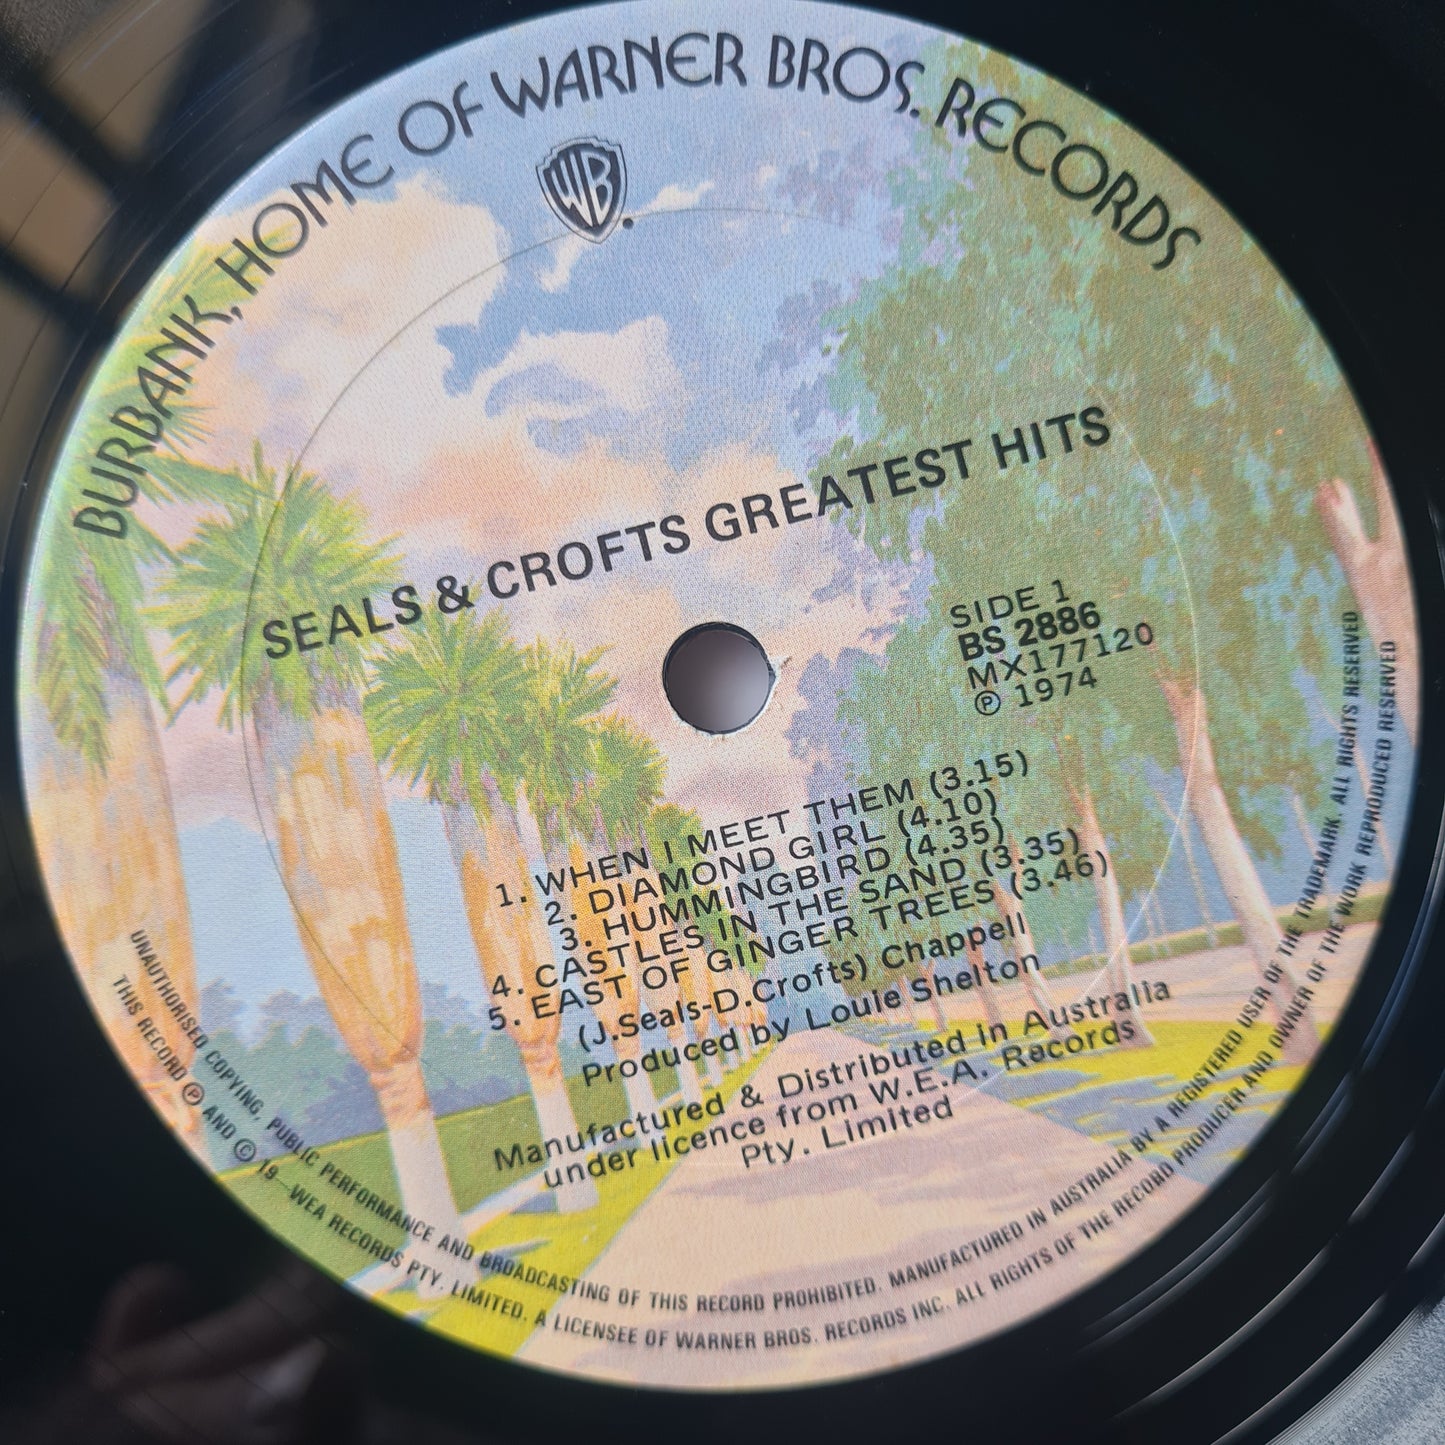 BURBANK, HOME OF WARNER BROS. RECORDS
WB
SEALS & CROFTS GREATEST HITS
SIDE 1
BS 2886
MX177120
Ⓟ 1974
1. WHEN I MEET THEM (3.15)
2. DIAMOND GIRL (4.10)
3. HUMMINGBIRD (4.35)
4. CASTLES IN THE SAND (3.35)
5. EAST OF GINGER TREES (3.46)
(J.Seals-D.Crofts) Chappell
Produced by Louie Shelton
Manufactured & Distributed in Australia
under licence from W.E.A. Records
Pty. Limited
UNAUTHORISED COPYING, PUBLIC PERFORMANCE AND BROADCASTING OF THIS RECORD PROHIBITED. MANUFACTURED IN AUSTRALIA BY A REGISTERED USER OF THE TRADEMARK. ALL RIGHTS RESERVED
THIS RECORD Ⓟ AND © 19 WEA RECORDS PTY. LIMITED. A LICENSEE OF WARNER BROS. RECORDS INC. ALL RIGHTS OF THE RECORD PRODUCER AND OWNER OF THE WORK REPRODUCED RESERVED